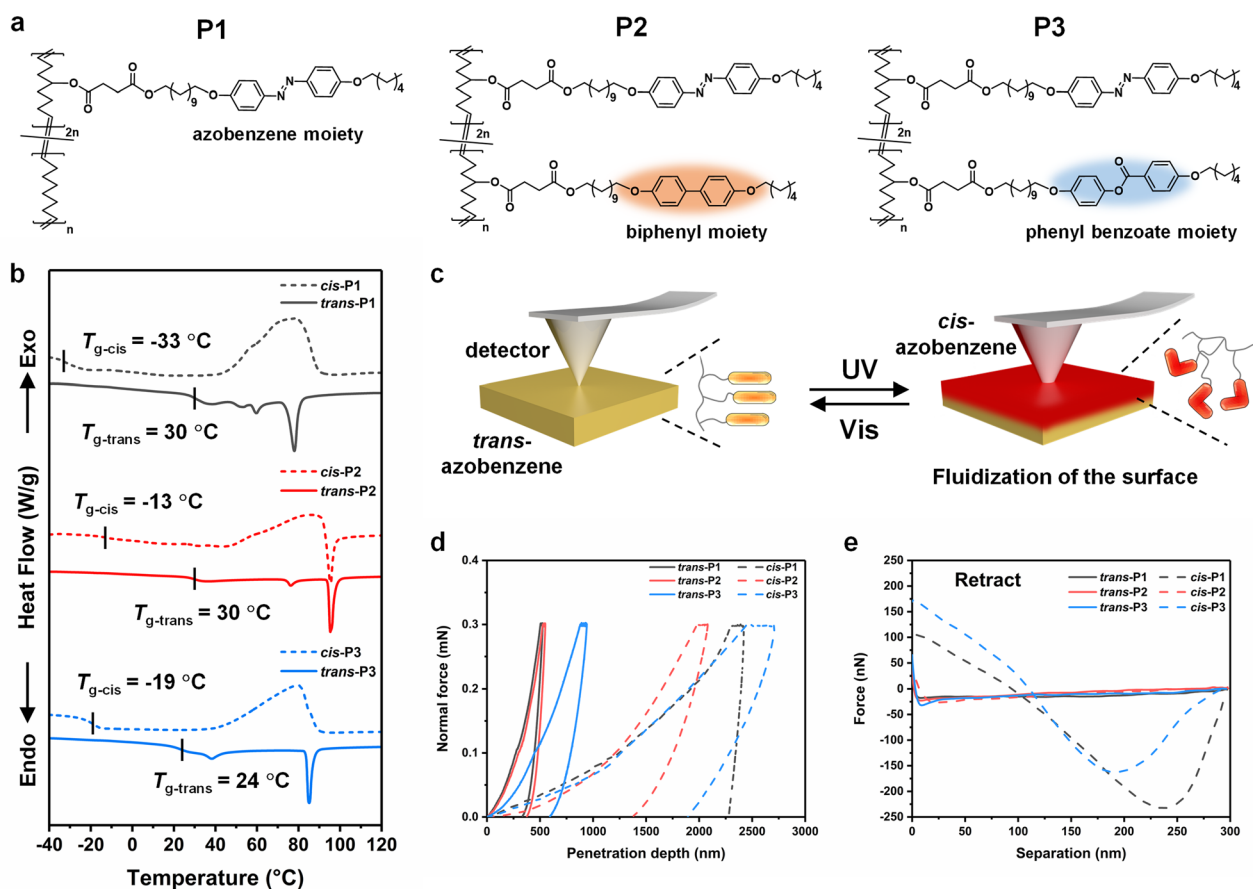 a
P1
P2
P3
2n
n
O
O
O
O
9
O
N
N
O
4
azobenzene moiety
2n
n
O
O
O
O
9
O
N
N
O
4
O
O
O
O
9
O
O
4
biphenyl moiety
2n
n
O
O
O
O
9
O
N
N
O
4
O
O
O
O
9
O
O
O
O
4
phenyl benzoate moiety
b
Heat Flow (W/g)
Exo
Endo
cis-P1
trans-P1
Tg-cis = -33 °C
Tg-trans = 30 °C
cis-P2
trans-P2
Tg-cis = -13 °C
Tg-trans = 30 °C
cis-P3
trans-P3
Tg-cis = -19 °C
Tg-trans = 24 °C
-40 -20 0 20 40 60 80 100 120
Temperature (°C)
c
detector
trans-
azobenzene
UV
Vis
cis-
azobenzene
Fluidization of the surface
d
Normal force (mN)
0.4
0.3
0.2
0.1
0.0
trans-P1 cis-P1
trans-P2 cis-P2
trans-P3 cis-P3
0 500 1000 1500 2000 2500 3000
Penetration depth (nm)
e
Force (nN)
250
200
150
100
50
0
-50
-100
-150
-200
-250
Retract
trans-P1 cis-P1
trans-P2 cis-P2
trans-P3 cis-P3
0 50 100 150 200 250 300
Separation (nm)